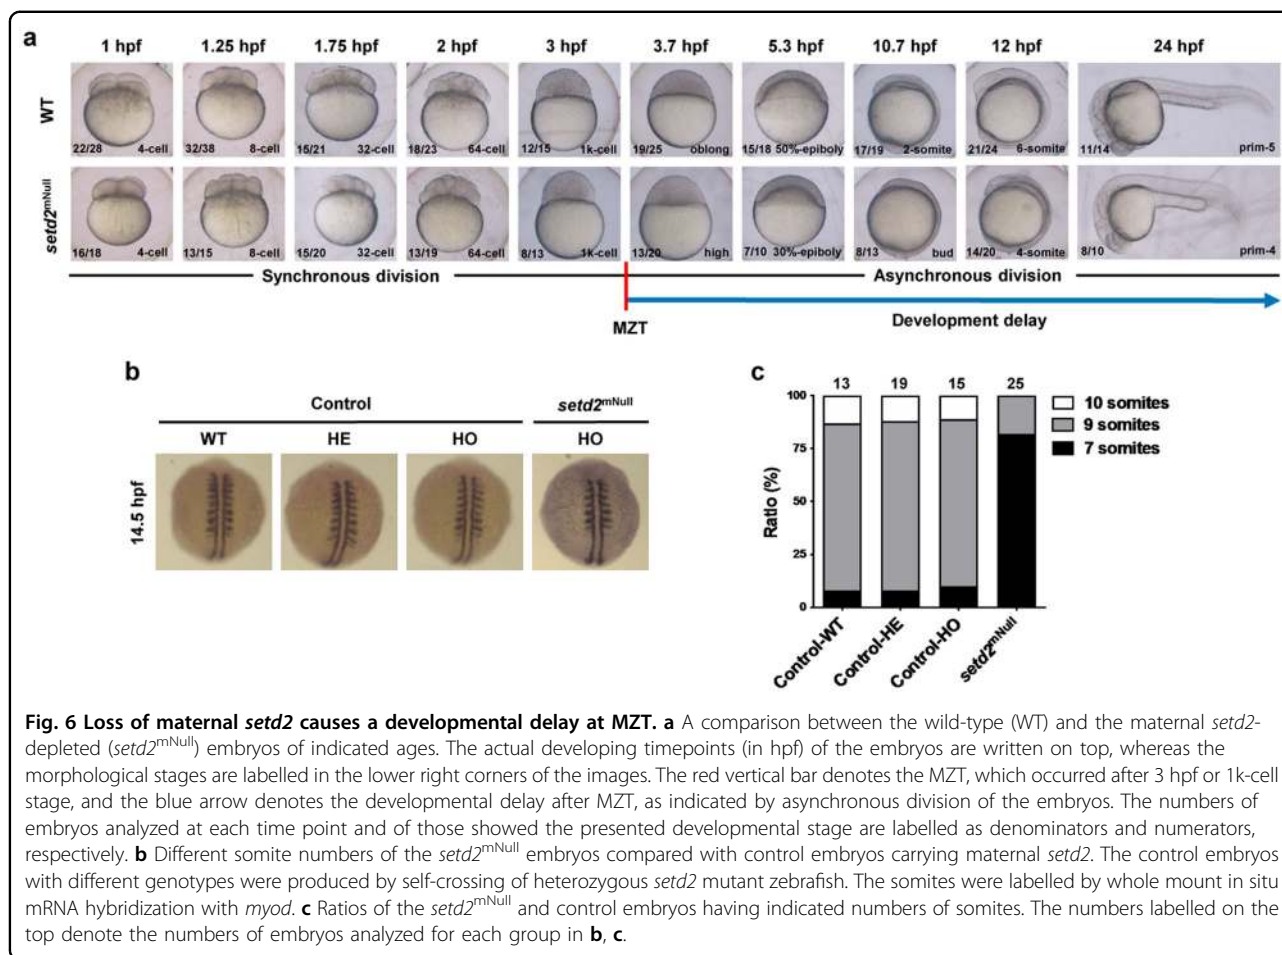 a
1 hpf 1.25 hpf 1.75 hpf 2 hpf 3 hpf 3.7 hpf 5.3 hpf 10.7 hpf 12 hpf 24 hpf
WT
22/28 4-cell 32/38 8-cell 15/21 32-cell 18/23 64-cell 12/15 1k-cell 19/25 oblong 15/18 50%-epiboly 17/19 2-somite 21/24 6-somite 11/14 prim-5
setd2mNull
16/18 4-cell 13/15 8-cell 15/20 32-cell 13/19 64-cell 8/13 1k-cell 13/20 high 7/10 30%-epiboly 8/13 bud 14/20 4-somite 8/10 prim-4
Synchronous division Asynchronous division
MZT Development delay
b
Control setd2mNull
WT HE HO HO
14.5 hpf
c
13 19 15 25
100
75
50
25
0
Ratio (%)
10 somites
9 somites
7 somites
Control-WT Control-HE Control-HO setd2mNull
Fig. 6 Loss of maternal setd2 causes a developmental delay at MZT. a A comparison between the wild-type (WT) and the maternal setd2-
depleted (setd2mNull) embryos of indicated ages. The actual developing timepoints (in hpf) of the embryos are written on top, whereas the
morphological stages are labelled in the lower right corners of the images. The red vertical bar denotes the MZT, which occurred after 3 hpf or 1k-cell
stage, and the blue arrow denotes the developmental delay after MZT, as indicated by asynchronous division of the embryos. The numbers of
embryos analyzed at each time point and of those showed the presented developmental stage are labelled as denominators and numerators,
respectively. b Different somite numbers of the setd2mNull embryos compared with control embryos carrying maternal setd2. The control embryos
with different genotypes were produced by self-crossing of heterozygous setd2 mutant zebrafish. The somites were labelled by whole mount in situ
mRNA hybridization with myod. c Ratios of the setd2mNull and control embryos having indicated numbers of somites. The numbers labelled on the
top denote the numbers of embryos analyzed for each group in b, c.